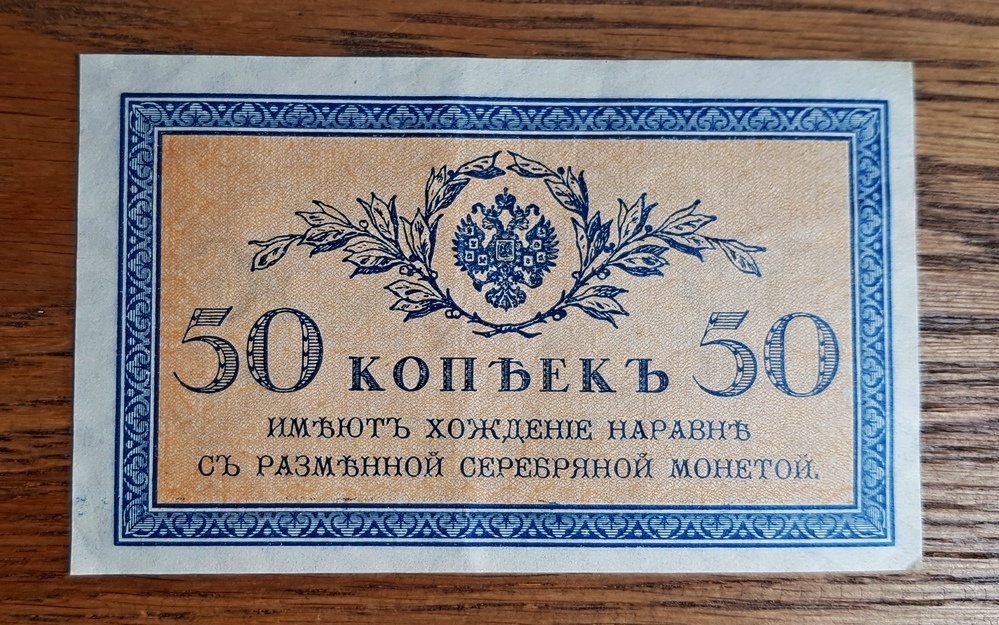 50 КОПѢЕКЪ 50
ИМѢЮТЪ ХОЖДЕНІЕ НАРАВНѢ
СЪ РАЗМѢННОЙ СЕРЕБРЯНОЙ МОНЕТОЙ.